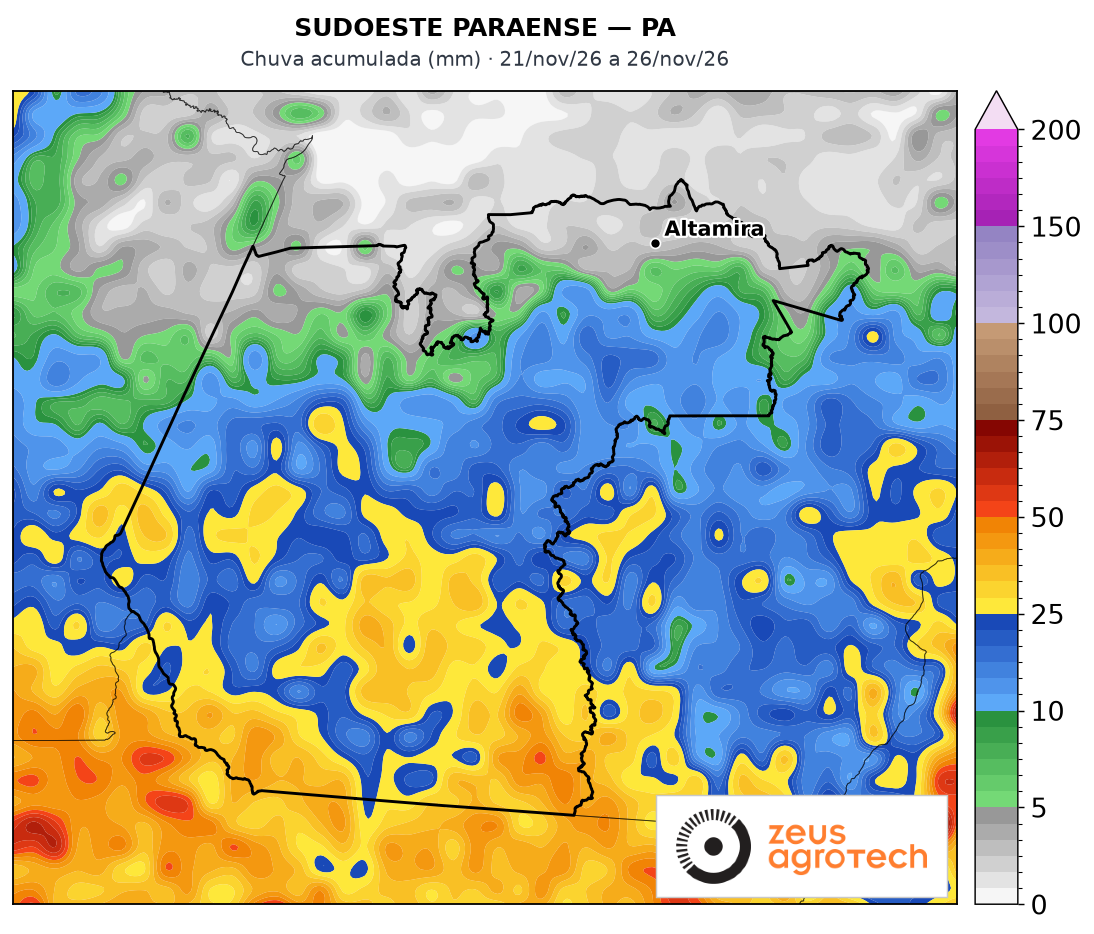 SUDOESTE PARAENSE — PA
Chuva acumulada (mm) · 21/nov/26 a 26/nov/26
Altamira
200
150
100
75
50
25
10
5
0
zeus
agrotech